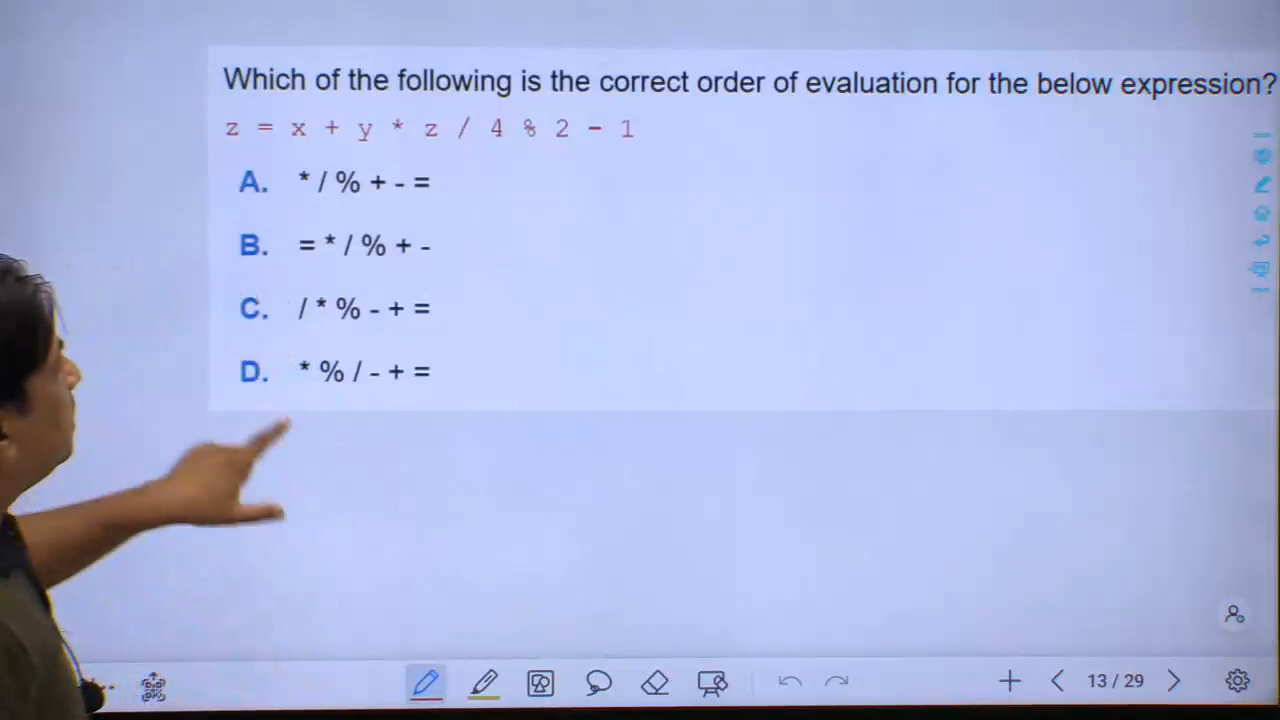 Which of the following is the correct order of evaluation for the below expression?
z = x + y * z / 4 % 2 - 1
A. * / % + - =
B. = * / % + -
C. / * % - + =
D. * % / - + =
13 / 29